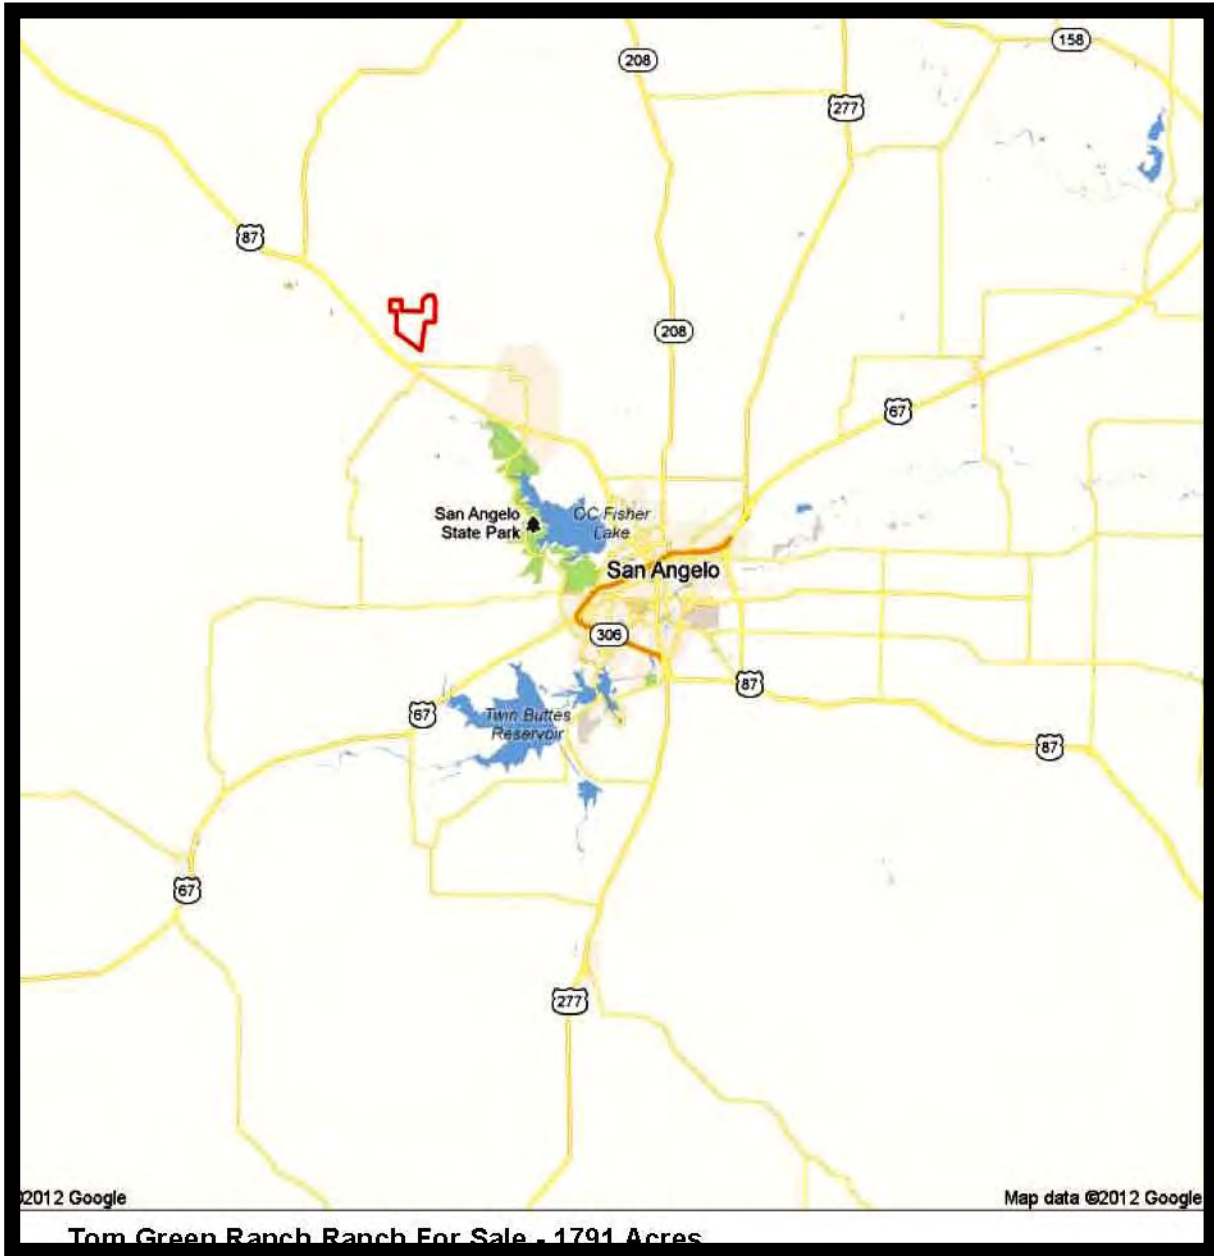 158
208
277
87
208
67
San Angelo
State Park
OC Fisher
Lake
San Angelo
306
87
67
Twin Buttes
Reservoir
87
67
277
2012 Google
Map data ©2012 Google
Tom Green Ranch Ranch For Sale - 1791 Acres